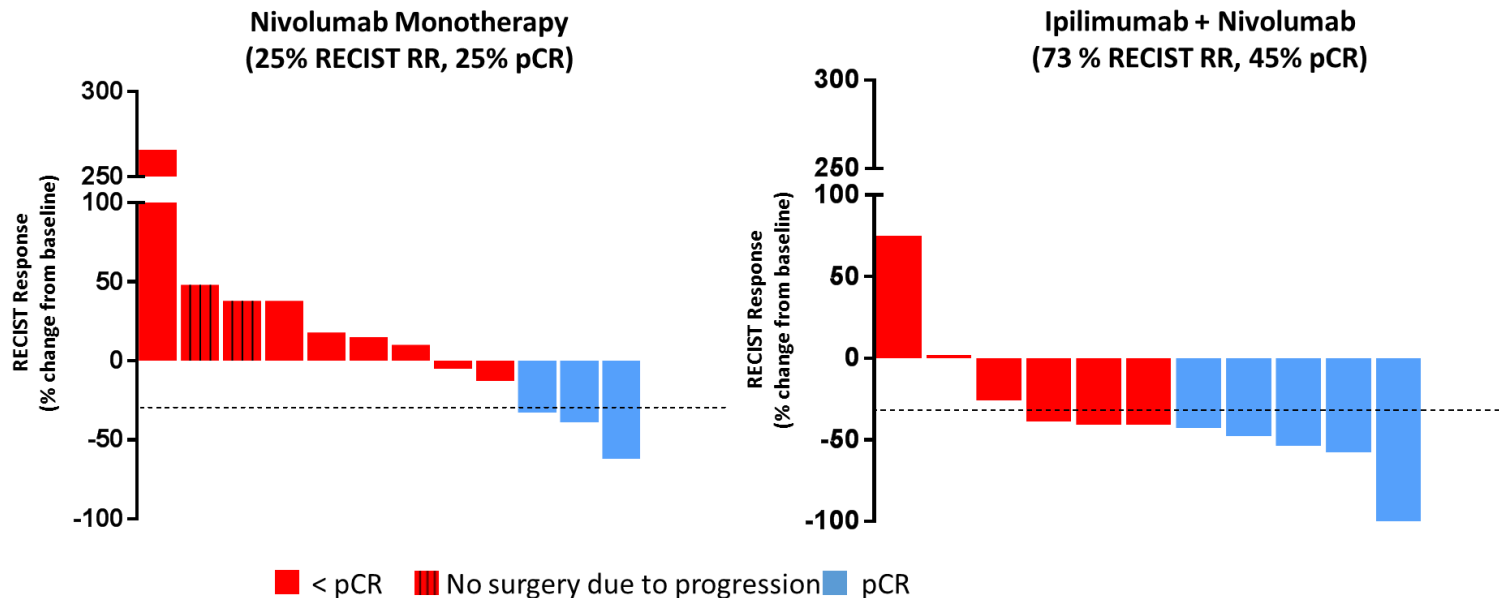 Nivolumab Monotherapy
(25% RECIST RR, 25% pCR)
300
250
100
50
0
-50
-100
RECIST Response
(% change from baseline)
Ipilimumab + Nivolumab
(73 % RECIST RR, 45% pCR)
300
250
100
50
0
-50
-100
RECIST Response
(% change from baseline)
< pCR
No surgery due to progression
pCR